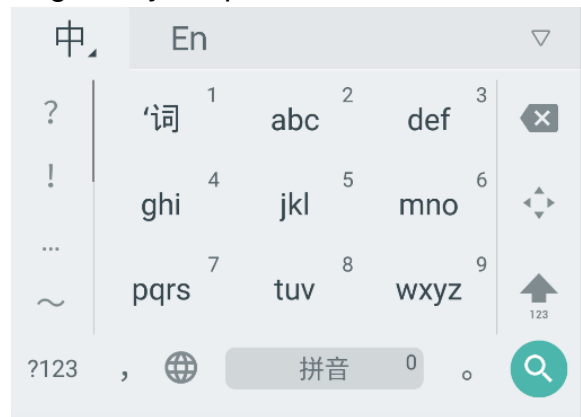 中 En
? ‘词 1 abc 2 def 3
! ghi 4 jkl 5 mno 6
...
～ pqrs 7 tuv 8 wxyz 9
123
?123 ， 拼音 0 。